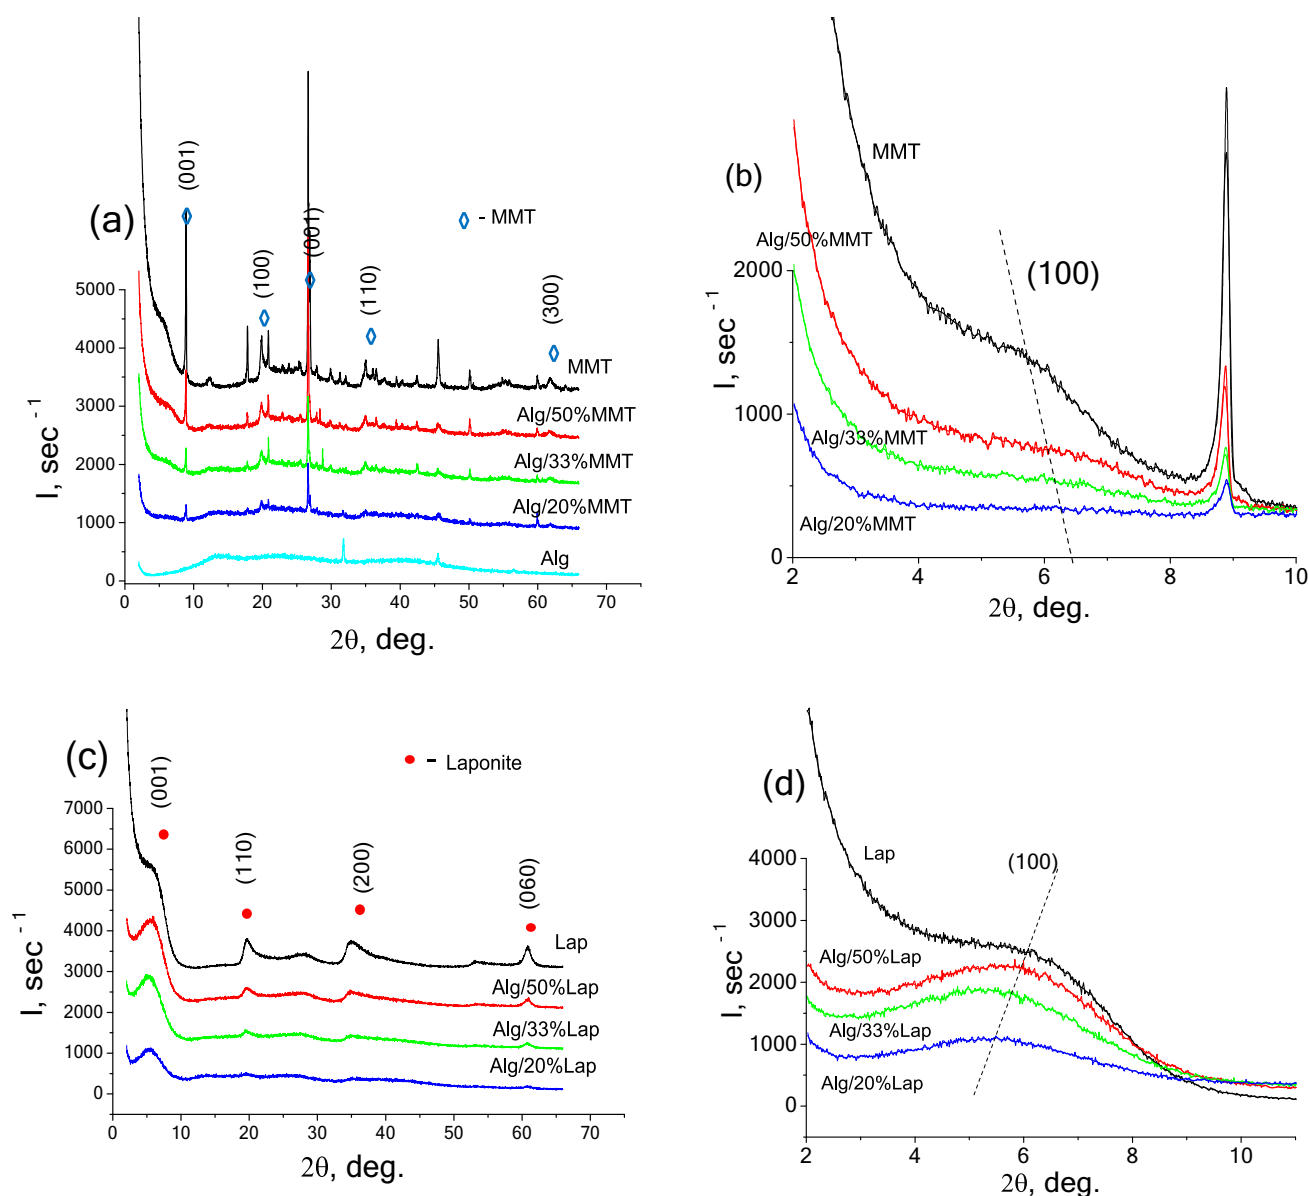 (a)
I, sec⁻¹
5000
4000
3000
2000
1000
0
0 10 20 30 40 50 60 70
2θ, deg.
(001)
(100)
(001)
(110)
(300)
- MMT
MMT
Alg/50%MMT
Alg/33%MMT
Alg/20%MMT
Alg
(b)
I, sec⁻¹
2000
1000
0
2 4 6 8 10
2θ, deg.
MMT
Alg/50%MMT
(100)
Alg/33%MMT
Alg/20%MMT
(c)
I, sec⁻¹
7000
6000
5000
4000
3000
2000
1000
0
0 10 20 30 40 50 60 70
2θ, deg.
(001)
(110)
(200)
(060)
- Laponite
Lap
Alg/50%Lap
Alg/33%Lap
Alg/20%Lap
(d)
I, sec⁻¹
4000
3000
2000
1000
0
2 4 6 8 10
2θ, deg.
Lap
(100)
Alg/50%Lap
Alg/33%Lap
Alg/20%Lap